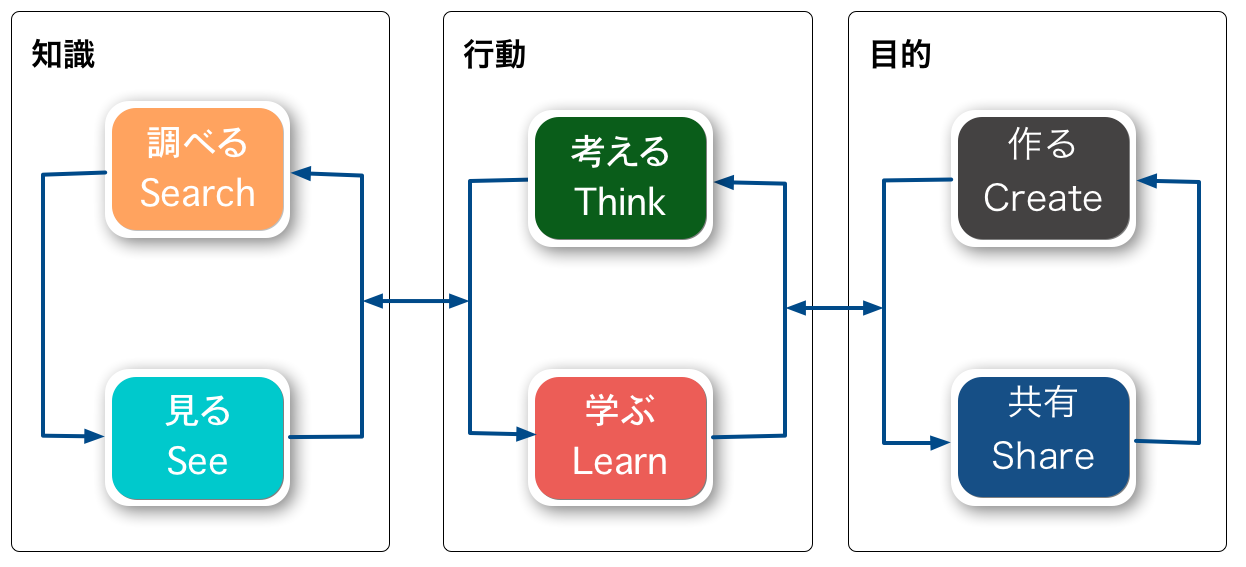 知識
調べる
Search
見る
See
行動
考える
Think
学ぶ
Learn
目的
作る
Create
共有
Share